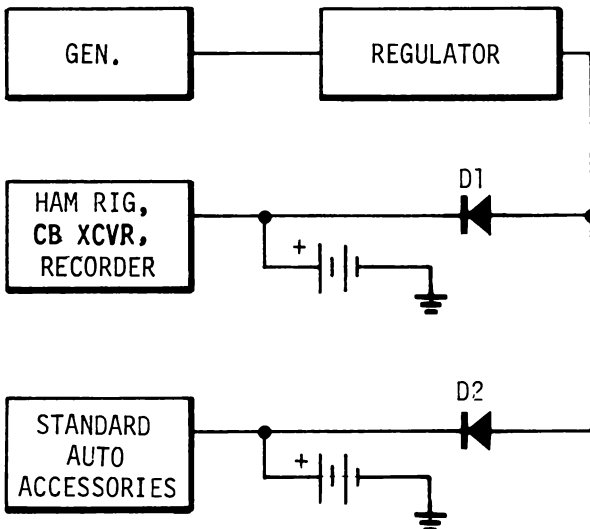 GEN.
REGULATOR
D1
HAM RIG,
CB XCVR,
RECORDER
+
D2
STANDARD
AUTO
ACCESSORIES
+